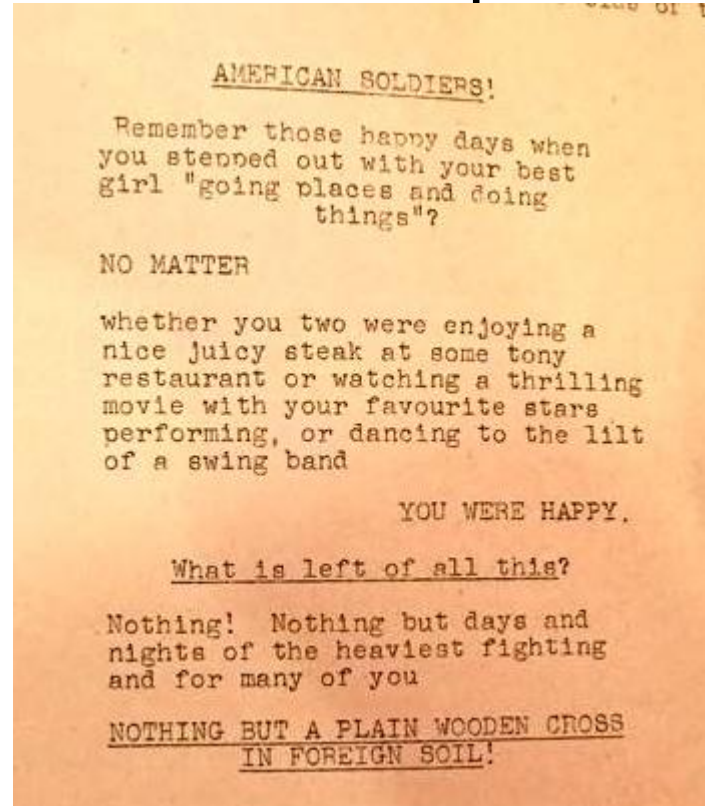 AMERICAN SOLDIERS!
Remember those happy days when
you stepped out with your best
girl "going places and doing
things"?
NO MATTER
whether you two were enjoying a
nice juicy steak at some tony
restaurant or watching a thrilling
movie with your favourite stars
performing, or dancing to the lilt
of a swing band
YOU WERE HAPPY.
What is left of all this?
Nothing! Nothing but days and
nights of the heaviest fighting
and for many of you
NOTHING BUT A PLAIN WOODEN CROSS
IN FOREIGN SOIL!